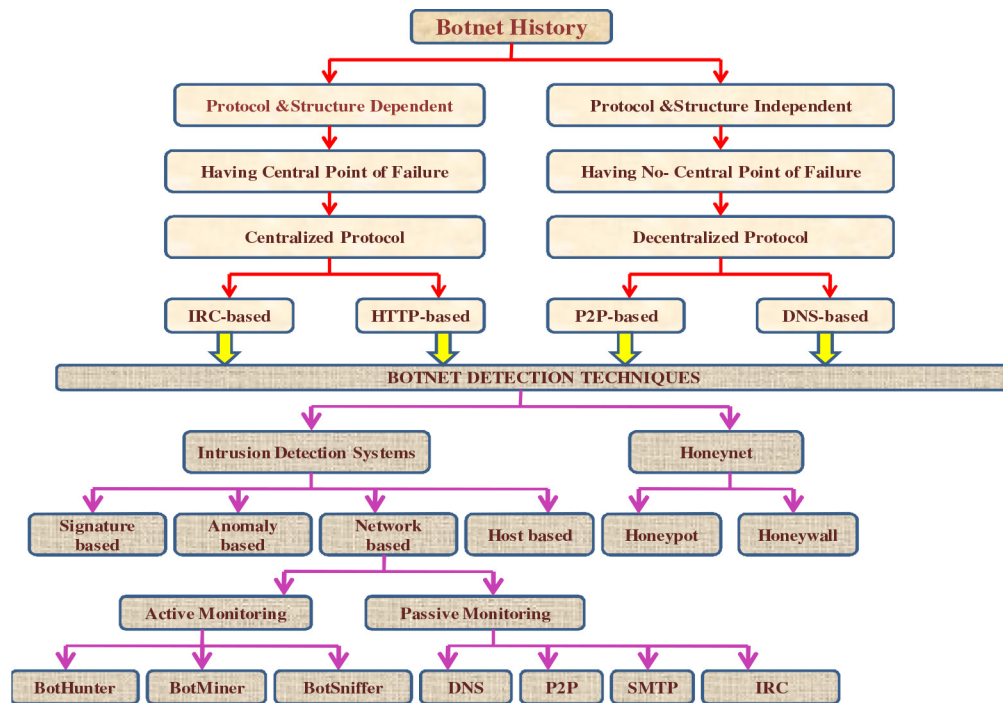 Botnet History
Protocol &Structure Dependent
Protocol &Structure Independent
Having Central Point of Failure
Having No- Central Point of Failure
Centralized Protocol
Decentralized Protocol
IRC-based
HTTP-based
P2P-based
DNS-based
BOTNET DETECTION TECHNIQUES
Intrusion Detection Systems
Honeynet
Signature
based
Anomaly
based
Network
based
Host based
Honeypot
Honeywall
Active Monitoring
Passive Monitoring
BotHunter
BotMiner
BotSniffer
DNS
P2P
SMTP
IRC